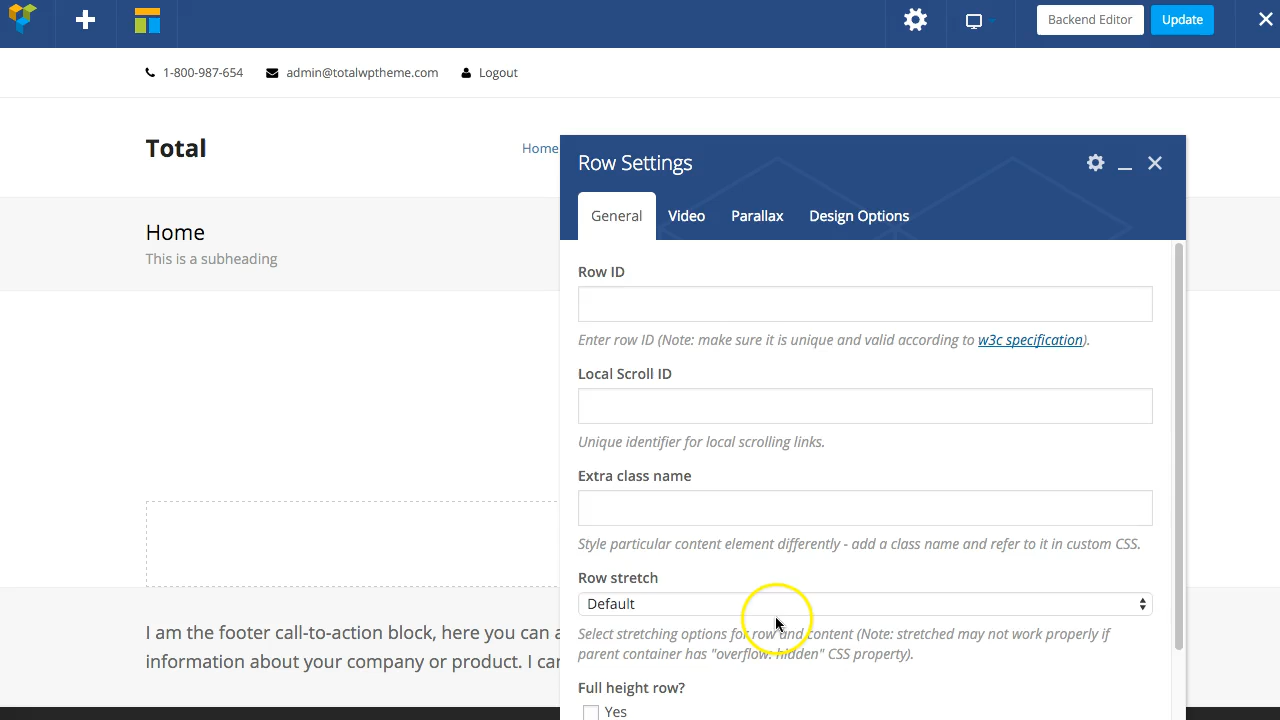 Backend Editor
Update
1-800-987-654
admin@totalwptheme.com
Logout
Total
Home
Row Settings
General
Video
Parallax
Design Options
Home
This is a subheading
Row ID
Enter row ID (Note: make sure it is unique and valid according to w3c specification).
Local Scroll ID
Unique identifier for local scrolling links.
Extra class name
Style particular content element differently - add a class name and refer to it in custom CSS.
Row stretch
Default
Select stretching options for row and content (Note: stretched may not work properly if
parent container has "overflow: hidden" CSS property).
I am the footer call-to-action block, here you can
information about your company or product. I can
Full height row?
Yes